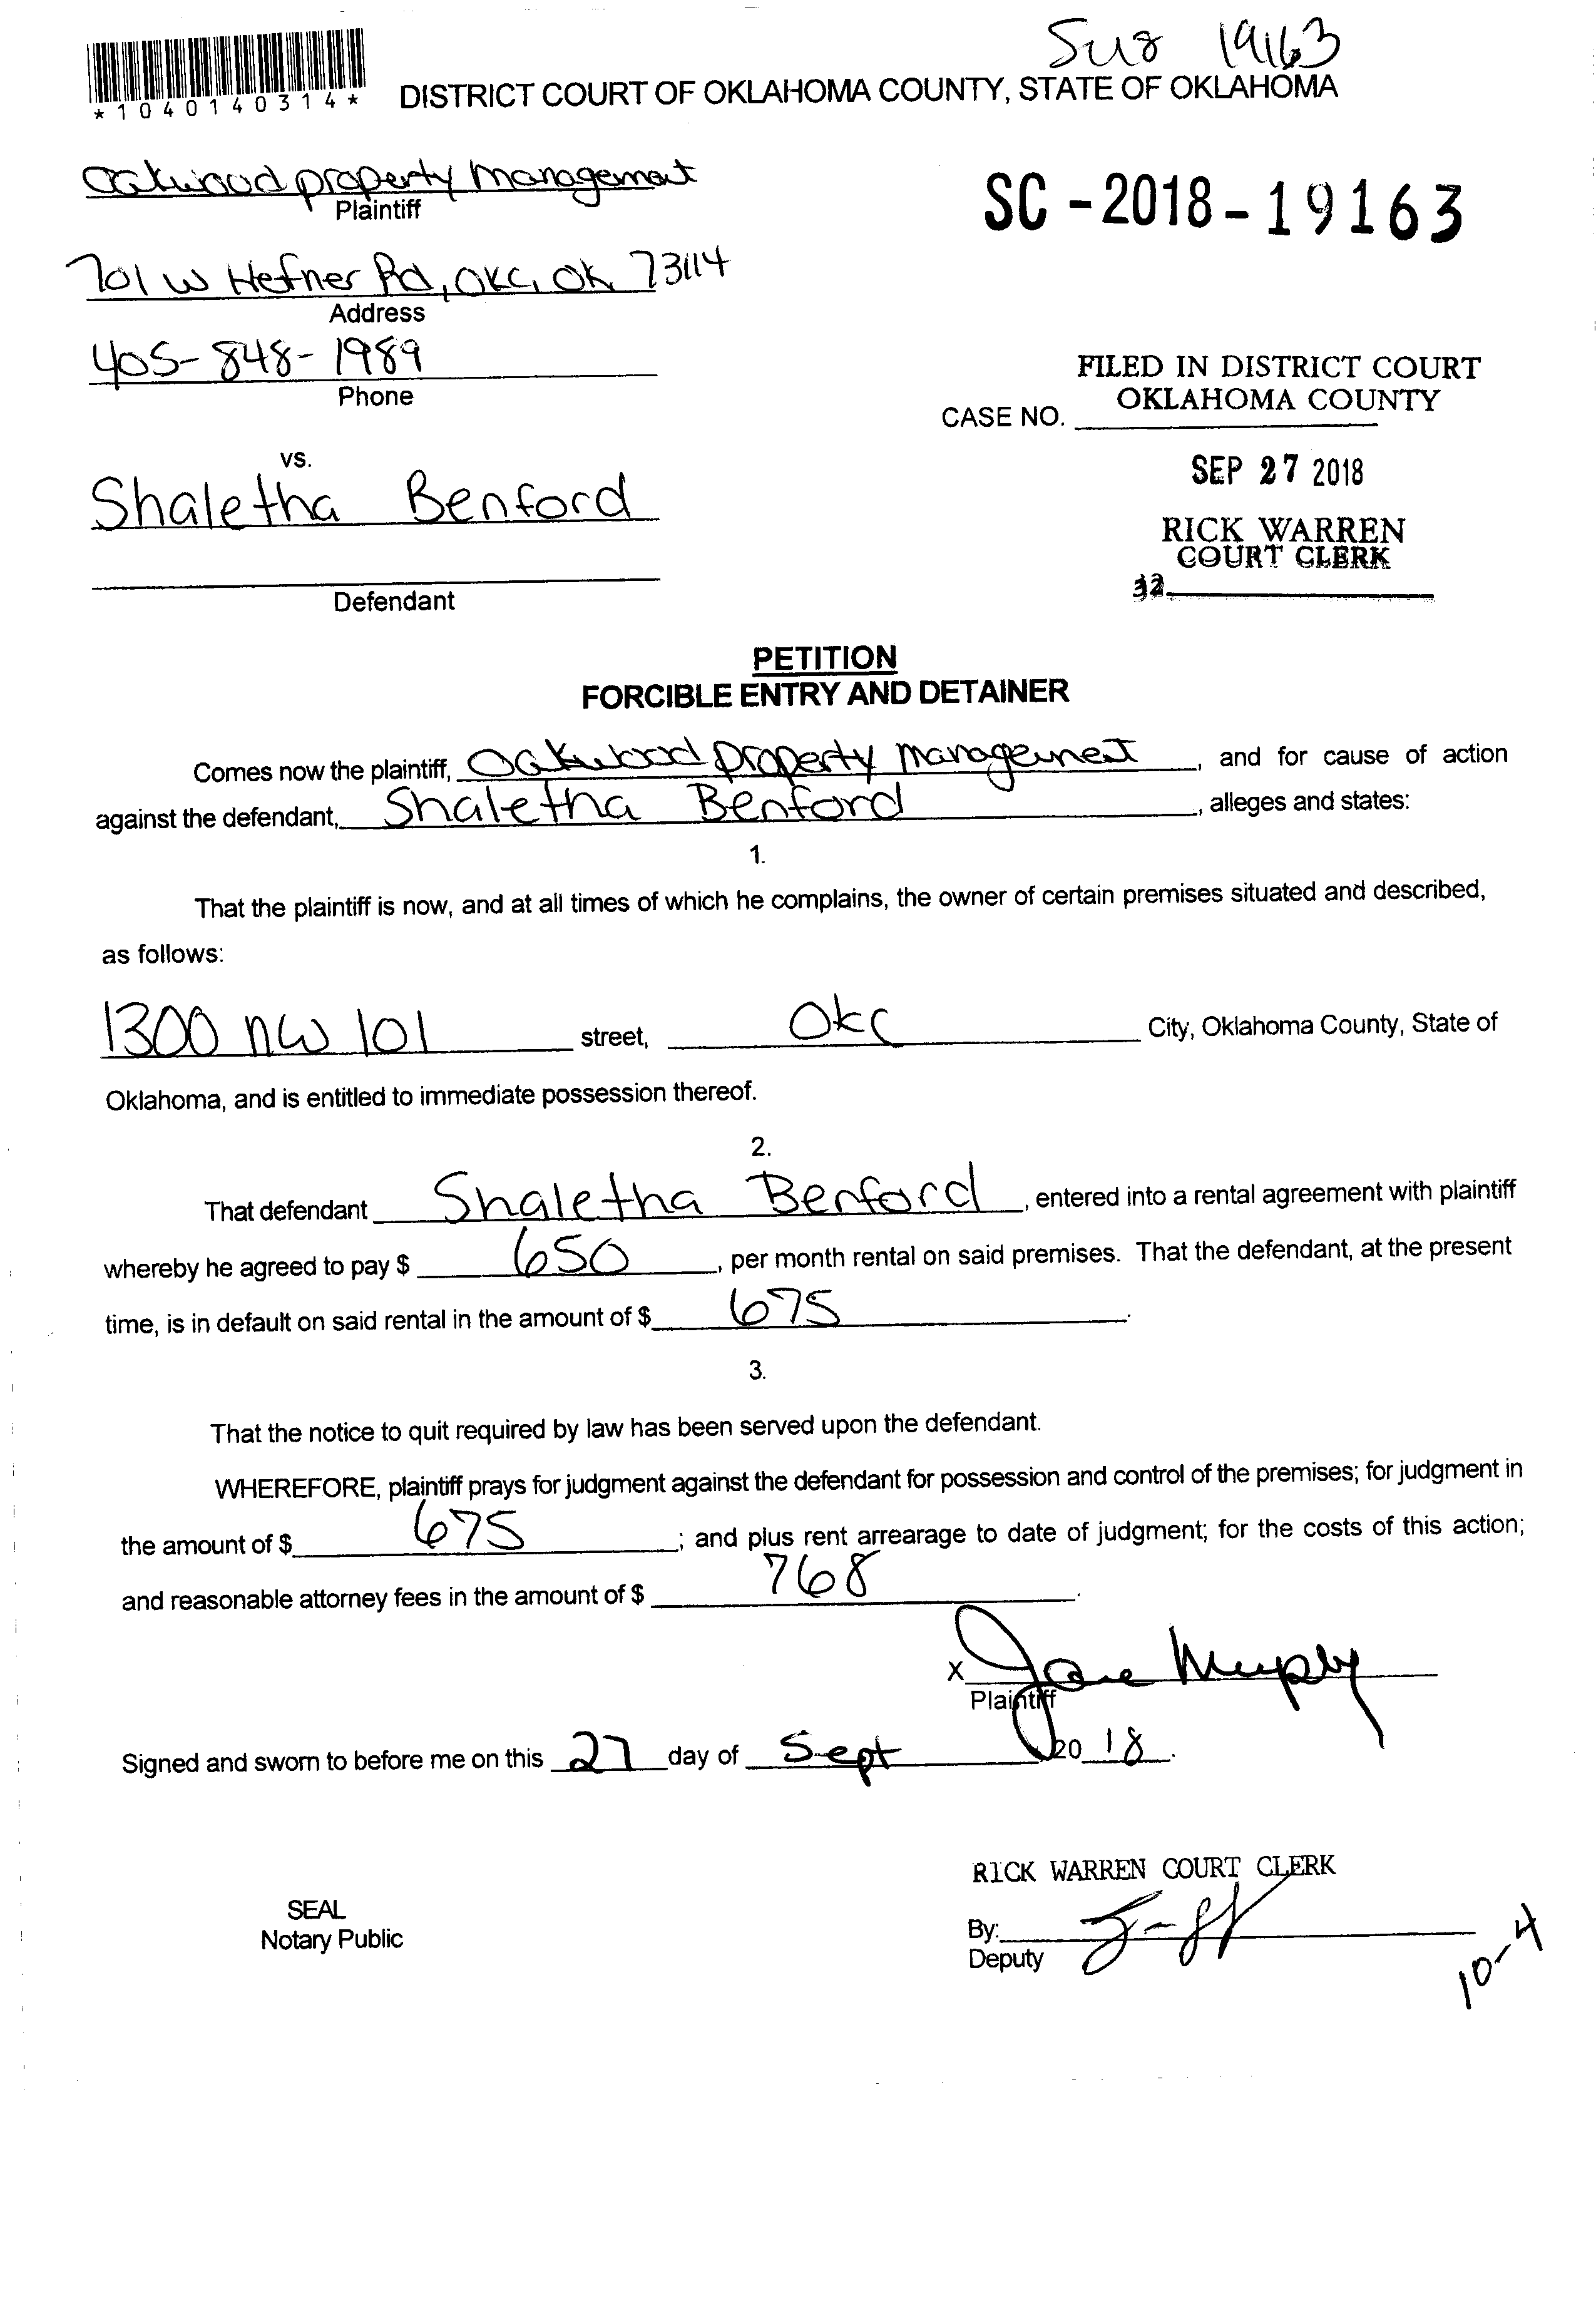 Su8 19163
*1040140314*
DISTRICT COURT OF OKLAHOMA COUNTY, STATE OF OKLAHOMA
Oakwood property management
Plaintiff
SC-2018-19163
701 W Hefner Rd, OKC, OK 73114
Address
405-848-1989
Phone
FILED IN DISTRICT COURT
OKLAHOMA COUNTY
CASE NO.
vs.
SEP 27 2018
Shaletha Benford
RICK WARREN
COURT CLERK
32
Defendant
PETITION
FORCIBLE ENTRY AND DETAINER
Comes now the plaintiff, Oakwood property management, and for cause of action
against the defendant, Shaletha Benford, alleges and states:
1.
That the plaintiff is now, and at all times of which he complains, the owner of certain premises situated and described,
as follows:
1300 NW 101 street, OKC City, Oklahoma County, State of
Oklahoma, and is entitled to immediate possession thereof.
2.
That defendant Shaletha Benford, entered into a rental agreement with plaintiff
whereby he agreed to pay $ 650, per month rental on said premises. That the defendant, at the present
time, is in default on said rental in the amount of $ 675.
3.
That the notice to quit required by law has been served upon the defendant.
WHEREFORE, plaintiff prays for judgment against the defendant for possession and control of the premises; for judgment in
the amount of $ 675; and plus rent arrearage to date of judgment; for the costs of this action;
and reasonable attorney fees in the amount of $ 768.
X Jane Murphy
Plaintiff
Signed and sworn to before me on this 27 day of Sept 2018.
RICK WARREN COURT CLERK
SEAL
Notary Public
By:
Deputy
10-4